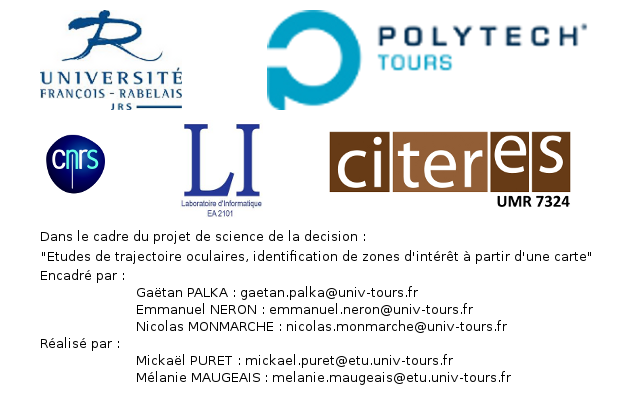 UNIVERSITÉ
FRANÇOIS - RABELAIS
JRS
POLYTECH
TOURS
cnrs
LI
Laboratoire d'Informatique
EA 2101
citeres
UMR 7324
Dans le cadre du projet de science de la decision :
"Etudes de trajectoire oculaires, identification de zones d'intérêt à partir d'une carte"
Encadré par :
Gaëtan PALKA : gaetan.palka@univ-tours.fr
Emmanuel NERON : emmanuel.neron@univ-tours.fr
Nicolas MONMARCHE : nicolas.monmarche@univ-tours.fr
Réalisé par :
Mickaël PURET : mickael.puret@etu.univ-tours.fr
Mélanie MAUGEAIS : melanie.maugeais@etu.univ-tours.fr